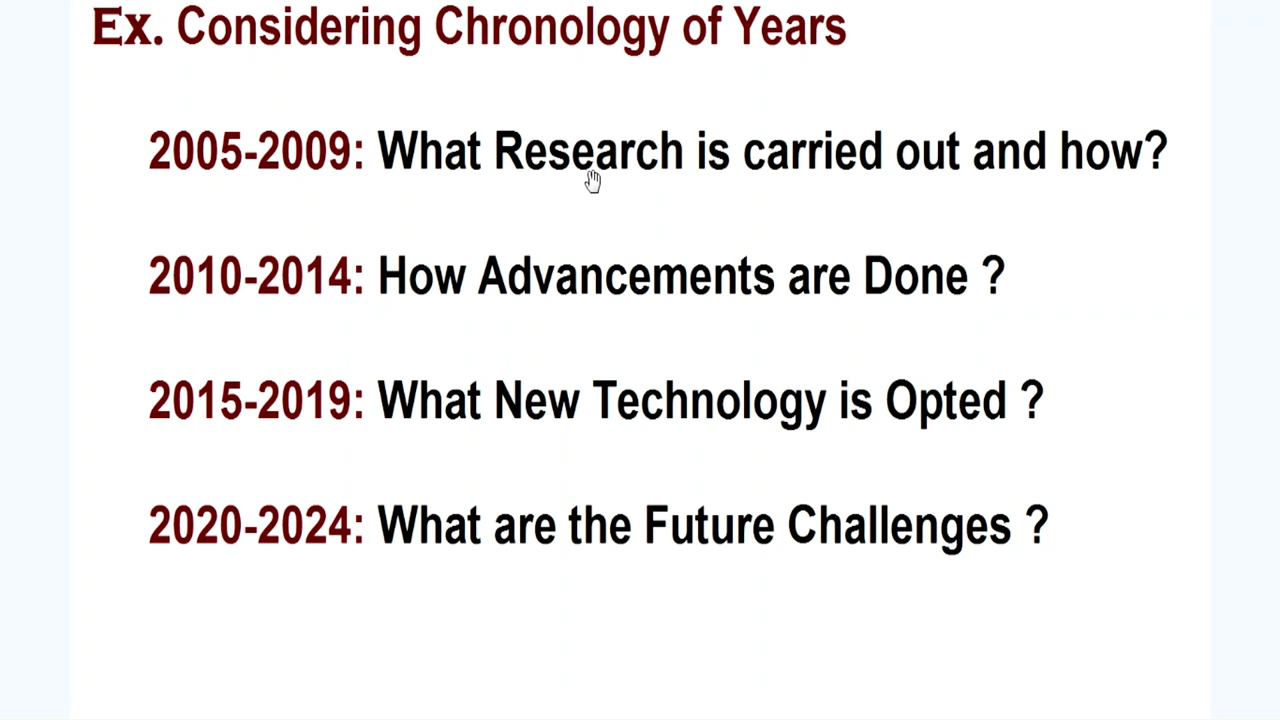 Ex. Considering Chronology of Years
2005-2009: What Research is carried out and how?
2010-2014: How Advancements are Done ?
2015-2019: What New Technology is Opted ?
2020-2024: What are the Future Challenges ?